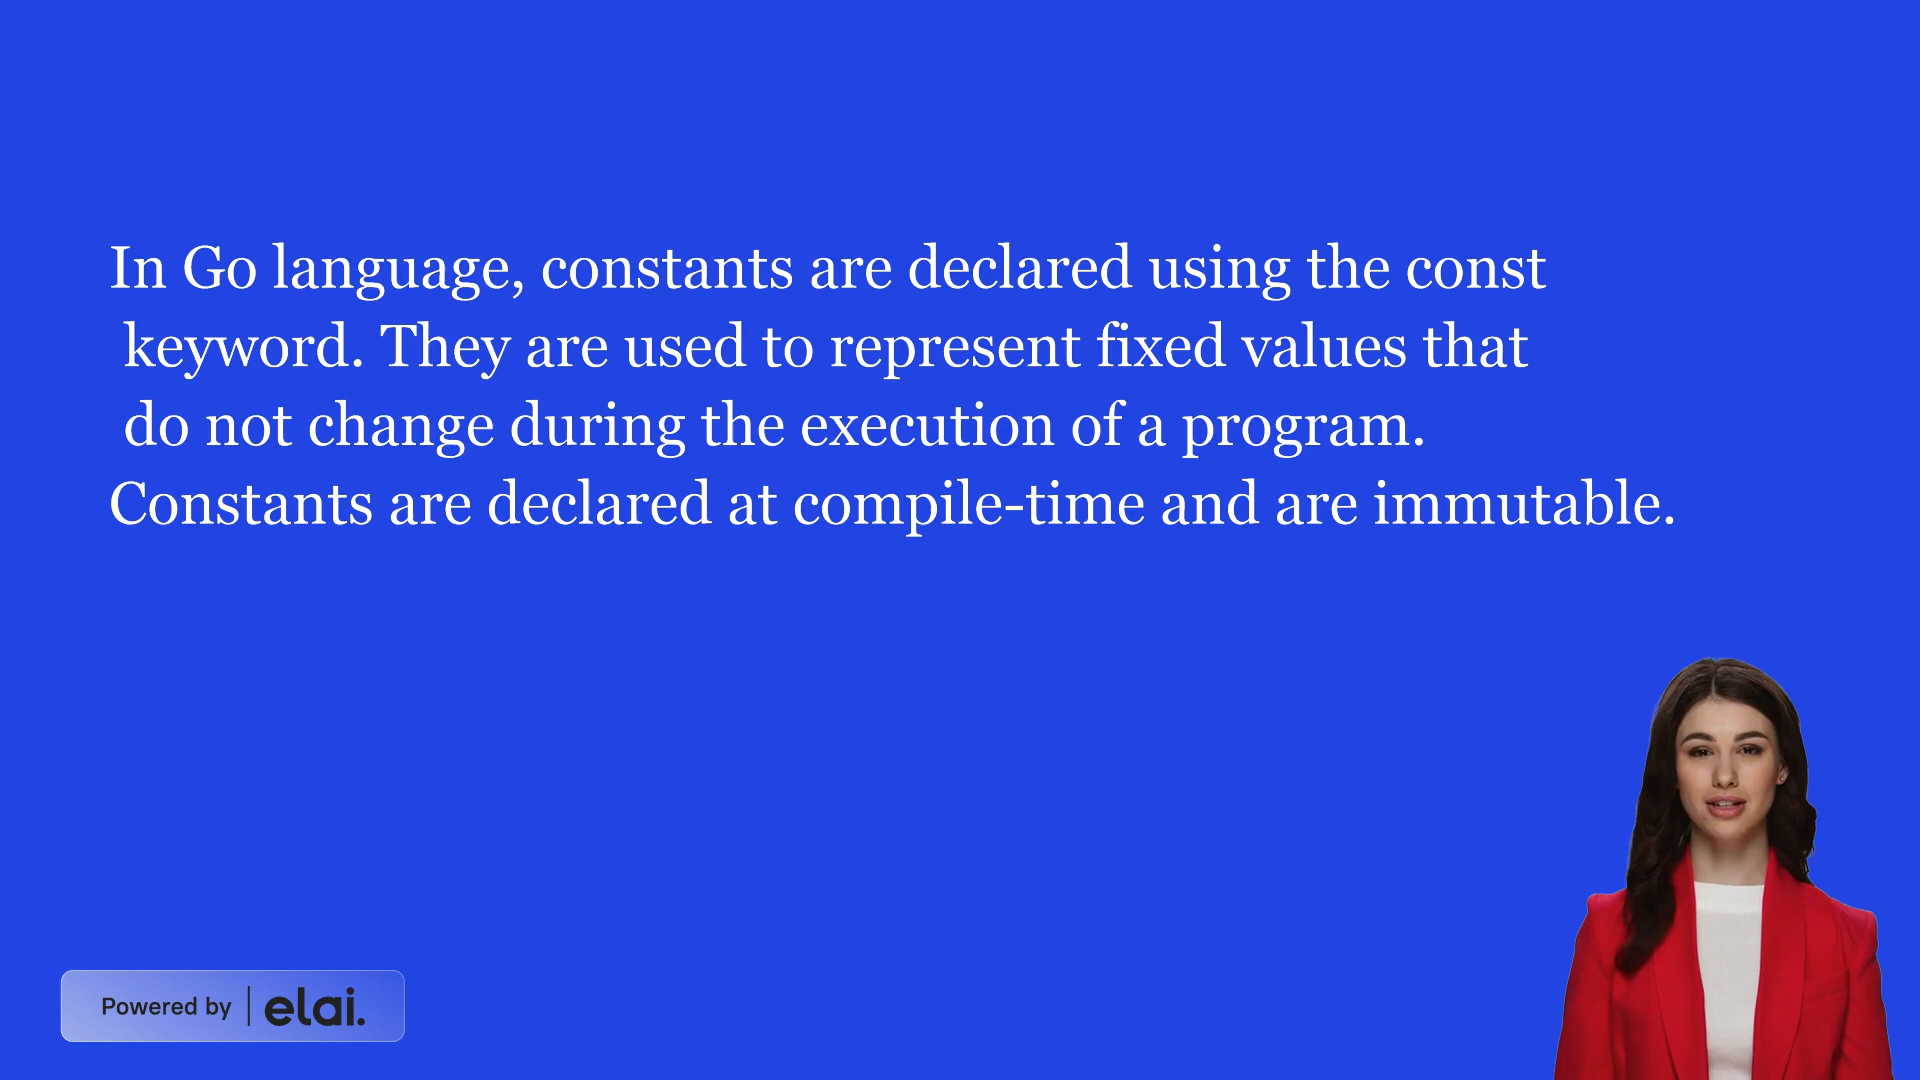 In Go language, constants are declared using the const
keyword. They are used to represent fixed values that
do not change during the execution of a program.
Constants are declared at compile-time and are immutable.
Powered by | elai.